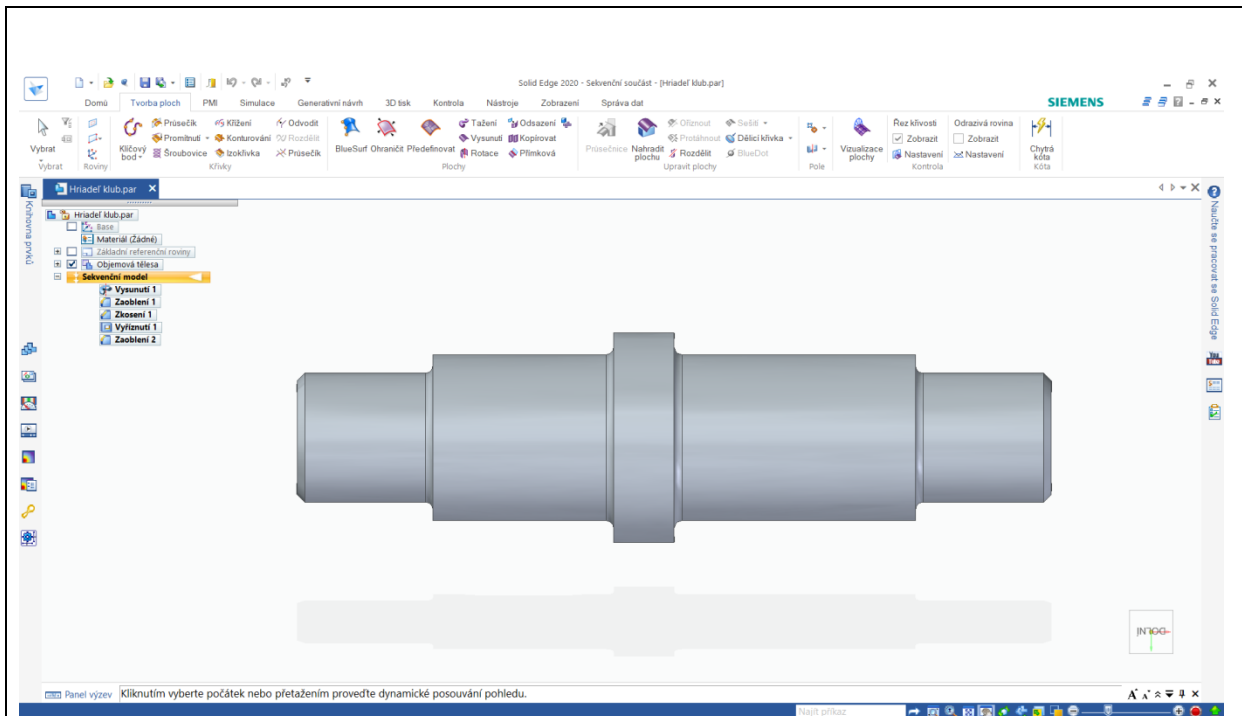 Solid Edge 2020 - Sekvenční součást - [Hriadeľ klub.par]
Domů Tvorba ploch PMI Simulace Generativní návrh 3D tisk Kontrola Nástroje Zobrazení Správa dat SIEMENS
Vybrat
Vybrat
Roviny
Klíčový bod
Průsečík Křížení Odvodit
Promítnutí Konturování Rozdělit
Šroubovice Izokřivka Průsečík
Křivky
BlueSurf Ohraničit Předefinovat
Tažení Odsazení
Vysunutí Kopírovat
Rotace Přímková
Plochy
Průsečnice Nahradit plochu
Oříznout Sešití
Protáhnout Dělicí křivka
Rozdělit BlueDot
Upravit plochy
Pole
Vizualizace plochy
Řez křivosti Odrazivá rovina
Zobrazit Zobrazit
Nastavení Nastavení
Kontrola
Chytrá kóta
Kóta
Hriadeľ klub.par
Knihovna prvků
Hriadeľ klub.par
Base
Materiál (Žádné)
Základní referenční roviny
Objemová tělesa
Sekvenční model
Vysunutí 1
Zaoblení 1
Zkosení 1
Vyříznutí 1
Zaoblení 2
Naučte se pracovat se Solid Edge
You Tube
DOLNÍ
Panel výzev Kliknutím vyberte počátek nebo přetažením proveďte dynamické posouvání pohledu.
Najít příkaz